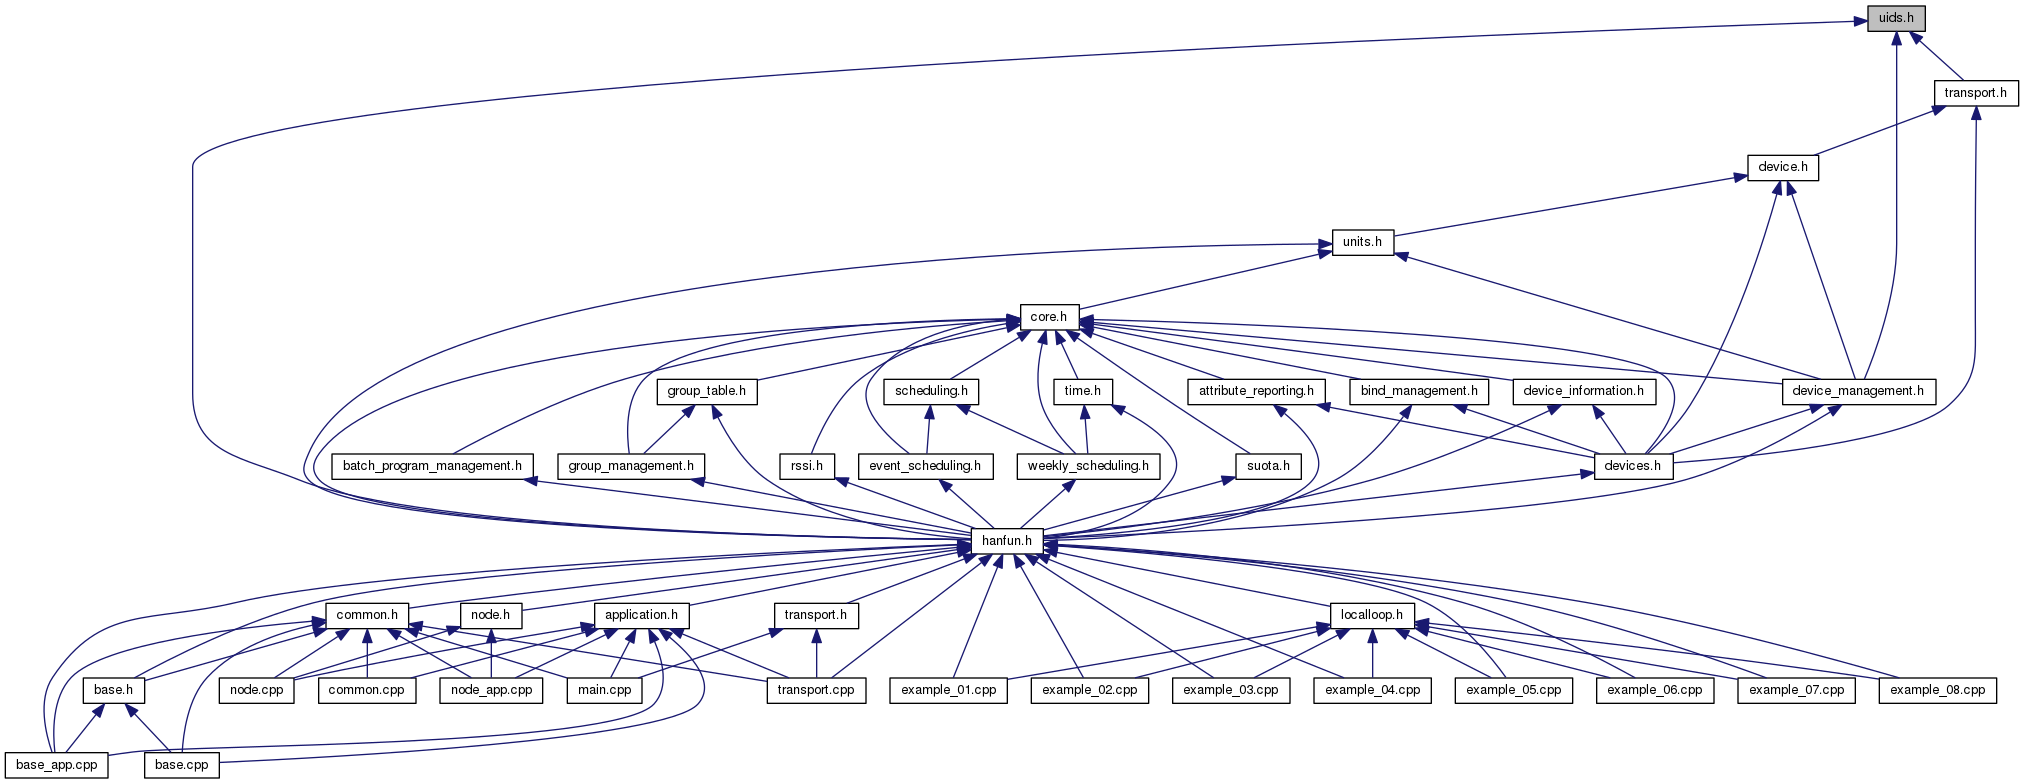 uids.h
transport.h
device.h
units.h
core.h
group_table.h
scheduling.h
time.h
attribute_reporting.h
bind_management.h
device_information.h
device_management.h
batch_program_management.h
group_management.h
rssi.h
event_scheduling.h
weekly_scheduling.h
suota.h
devices.h
hanfun.h
common.h
node.h
application.h
transport.h
localloop.h
base.h
node.cpp
common.cpp
node_app.cpp
main.cpp
transport.cpp
example_01.cpp
example_02.cpp
example_03.cpp
example_04.cpp
example_05.cpp
example_06.cpp
example_07.cpp
example_08.cpp
base_app.cpp
base.cpp